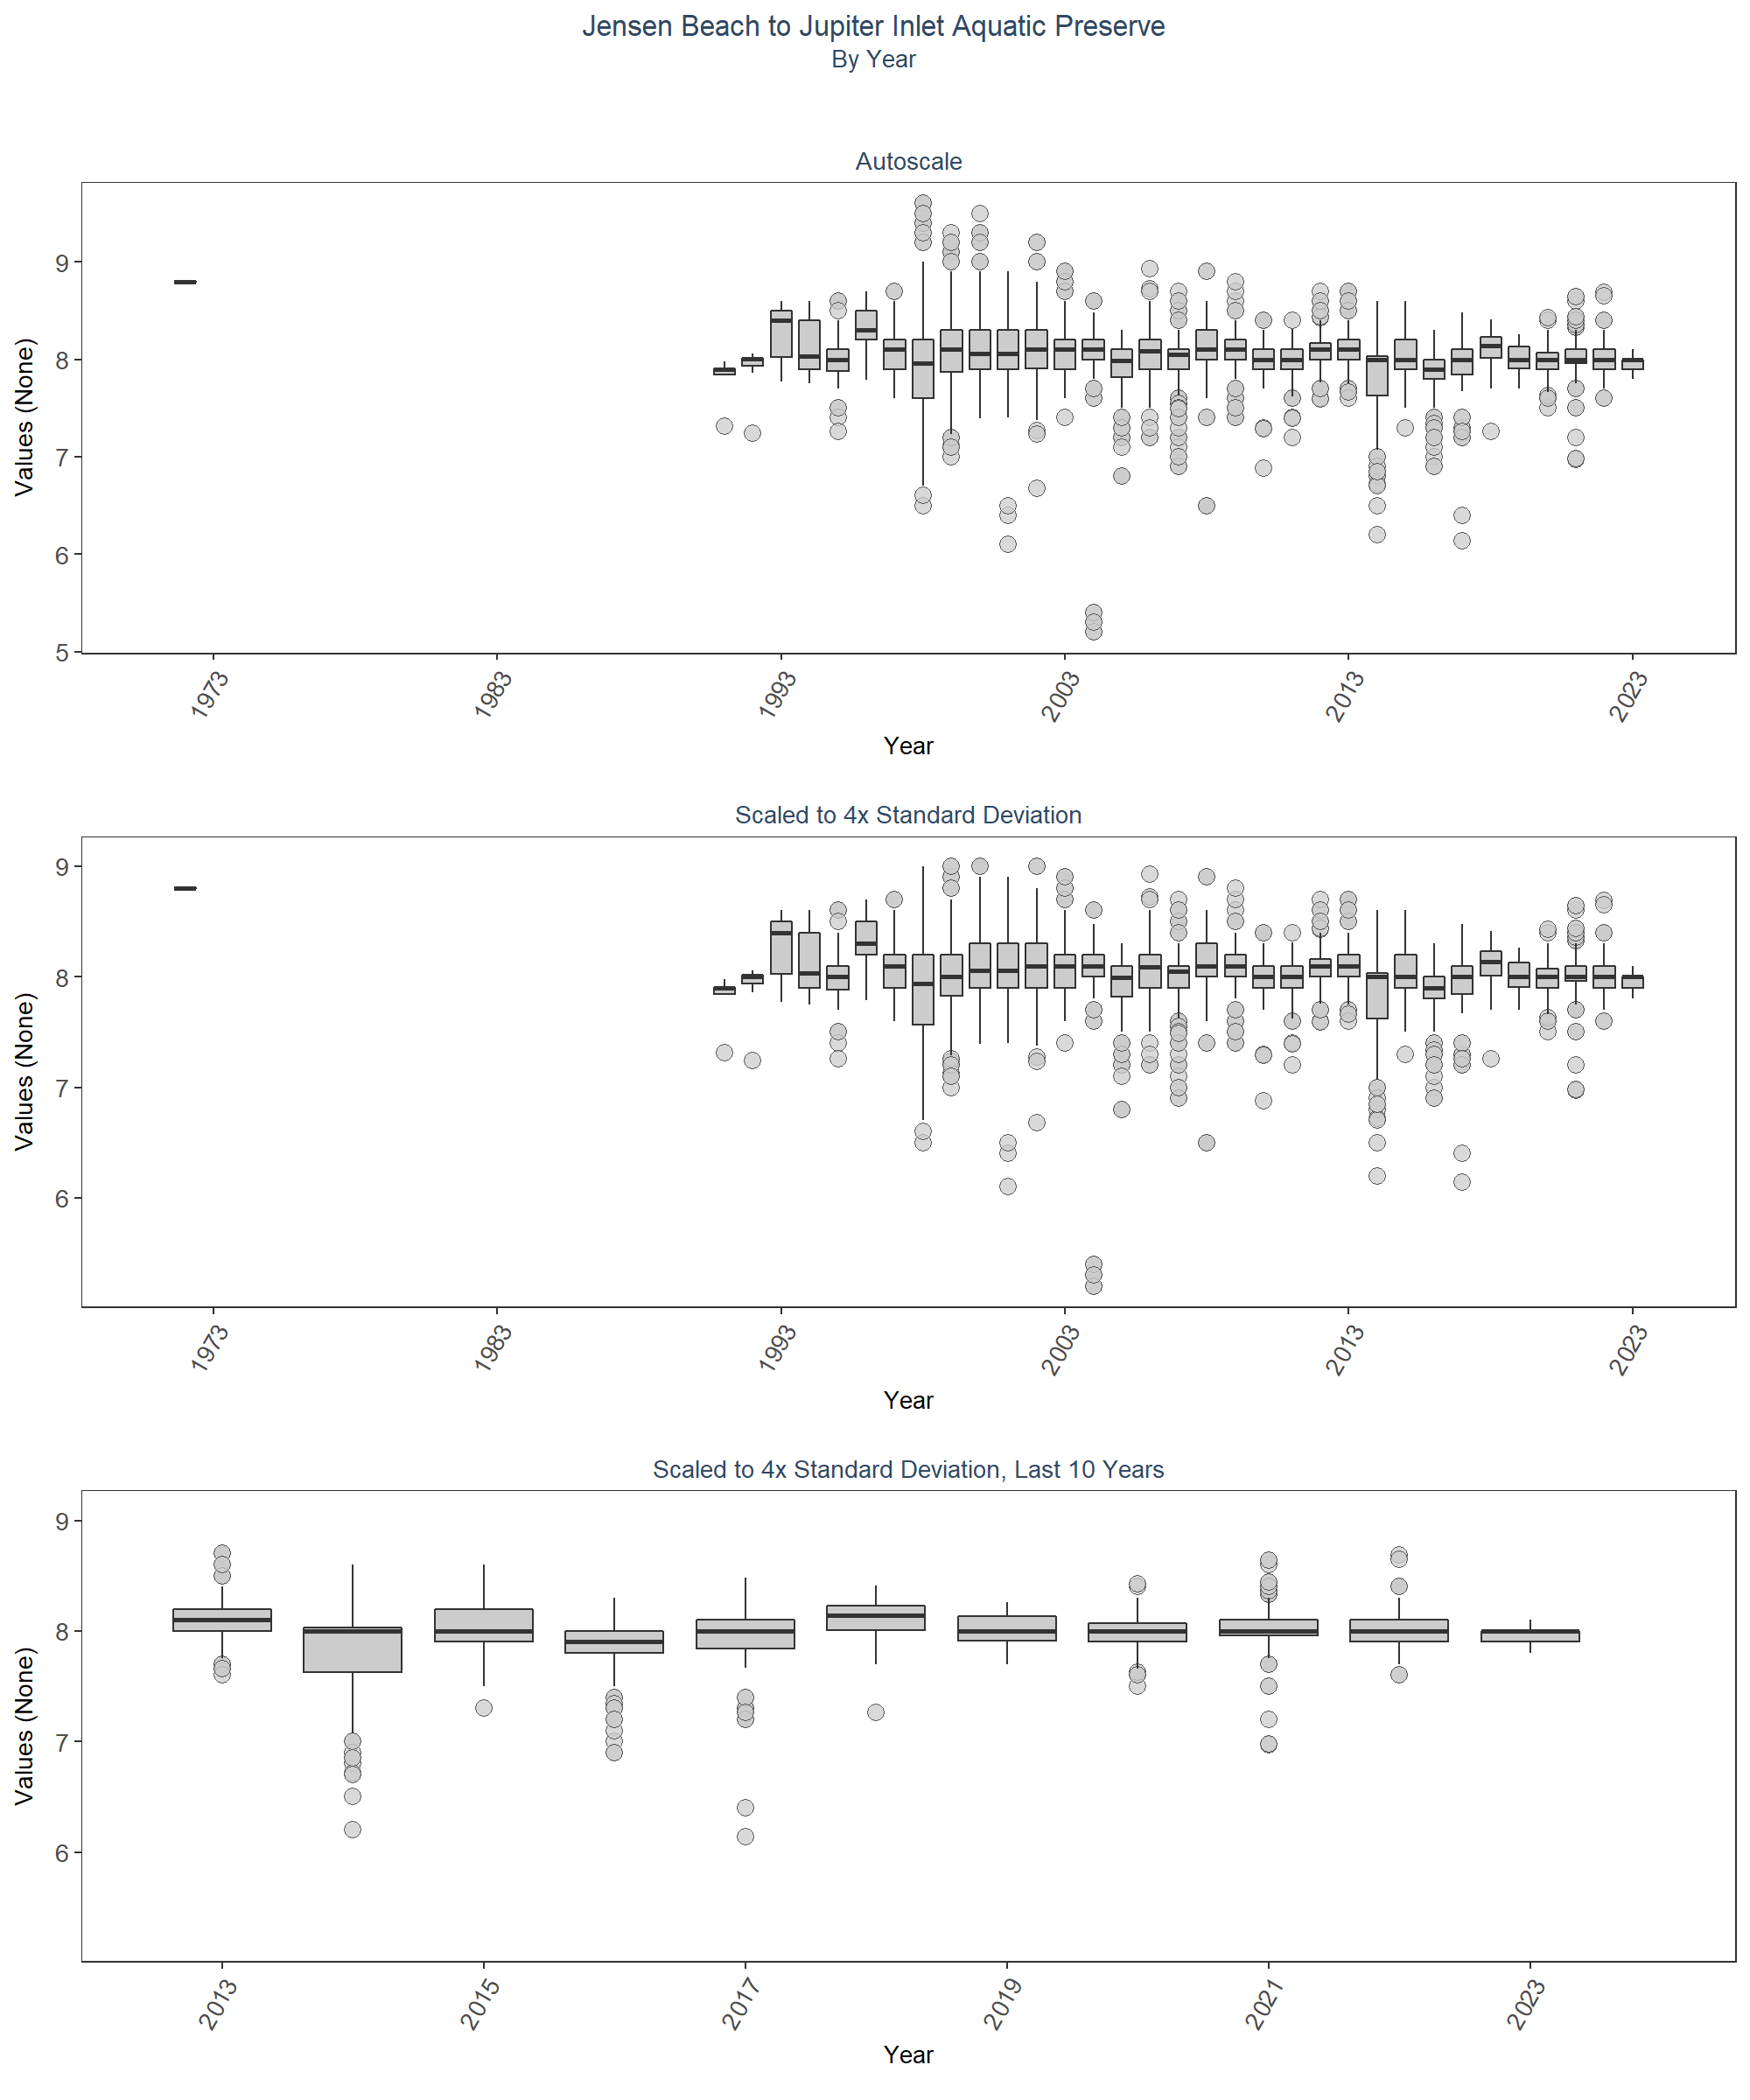 Jensen Beach to Jupiter Inlet Aquatic Preserve
By Year
Autoscale
Values (None)
9
8
7
6
5
1973
1983
1993
2003
2013
2023
Year
Scaled to 4x Standard Deviation
Values (None)
9
8
7
6
1973
1983
1993
2003
2013
2023
Year
Scaled to 4x Standard Deviation, Last 10 Years
Values (None)
9
8
7
6
2013
2015
2017
2019
2021
2023
Year